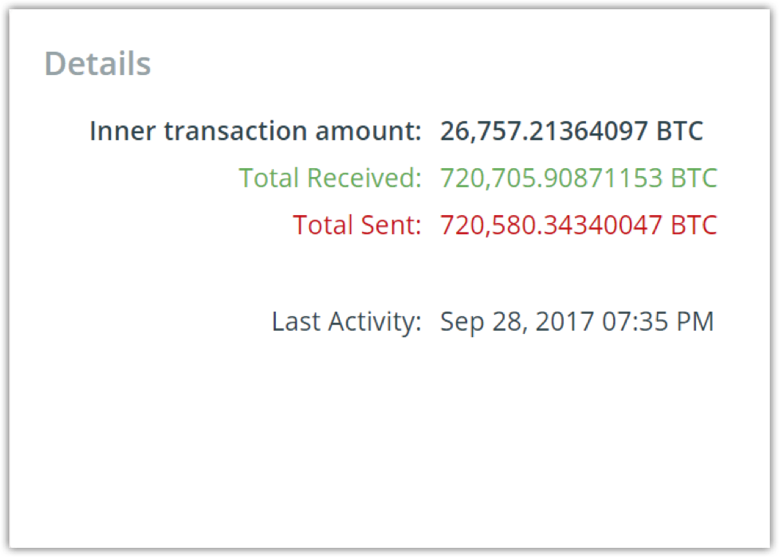 Details
Inner transaction amount: 26,757.21364097 BTC
Total Received: 720,705.90871153 BTC
Total Sent: 720,580.34340047 BTC
Last Activity: Sep 28, 2017 07:35 PM